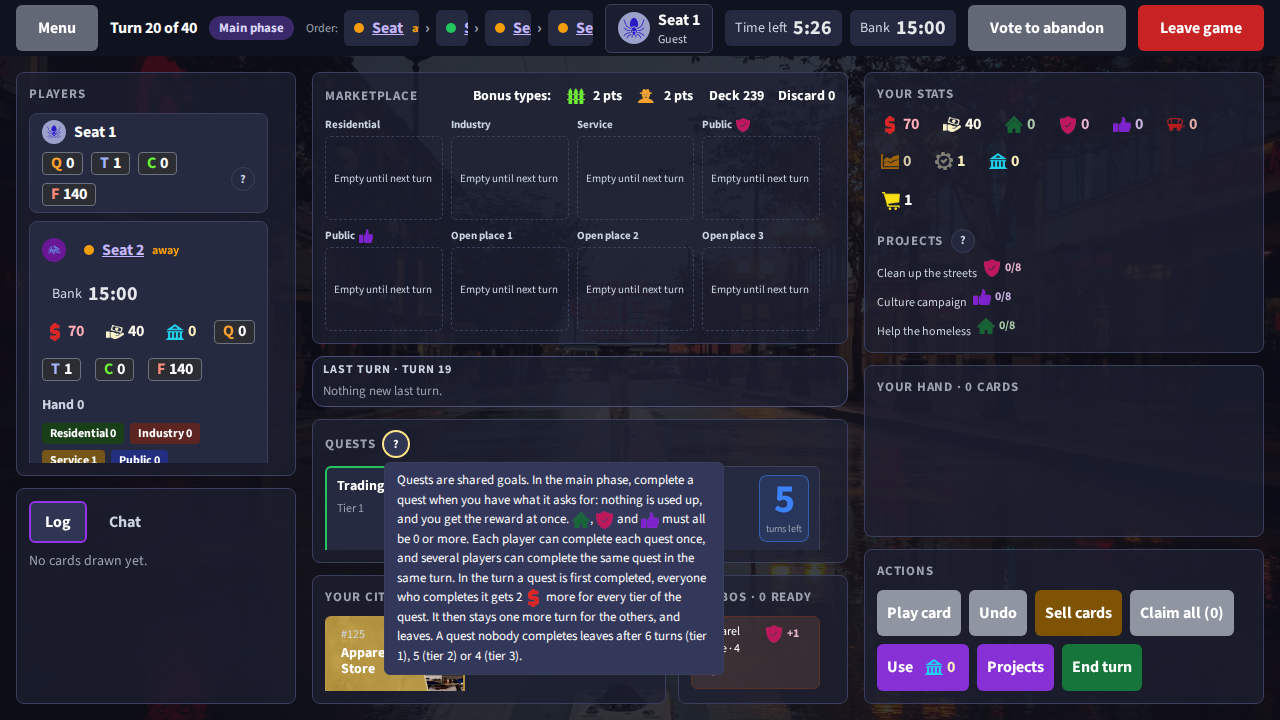 Menu
Turn 20 of 40
Main phase
Order:
Seat
a
›
›
Se
›
Se
Seat 1
Guest
Time left 5:26
Bank 15:00
Vote to abandon
Leave game
PLAYERS
Seat 1
Q 0
T 1
C 0
F 140
?
Seat 2 away
Bank 15:00
70
40
0
Q 0
T 1
C 0
F 140
Hand 0
Residential 0
Industry 0
Service 1
Public 0
Log
Chat
No cards drawn yet.
MARKETPLACE
Bonus types:
2 pts
2 pts
Deck 239
Discard 0
Residential
Industry
Service
Public
Empty until next turn
Empty until next turn
Empty until next turn
Empty until next turn
Public
Open place 1
Open place 2
Open place 3
Empty until next turn
Empty until next turn
Empty until next turn
Empty until next turn
LAST TURN · TURN 19
Nothing new last turn.
QUESTS
?
Trading
Tier 1
5
turns left
Quests are shared goals. In the main phase, complete a
quest when you have what it asks for: nothing is used up,
and you get the reward at once. , and must all
be 0 or more. Each player can complete each quest once,
and several players can complete the same quest in the
same turn. In the turn a quest is first completed, everyone
who completes it gets 2 more for every tier of the
quest. It then stays one more turn for the others, and
leaves. A quest nobody completes leaves after 6 turns (tier
1), 5 (tier 2) or 4 (tier 3).
YOUR CIT
#125
Appare
Store
BOS · 0 READY
arel
e · 4
+1
YOUR STATS
70
40
0
0
0
0
0
1
0
1
PROJECTS
?
Clean up the streets 0/8
Culture campaign 0/8
Help the homeless 0/8
YOUR HAND · 0 CARDS
ACTIONS
Play card
Undo
Sell cards
Claim all (0)
Use 0
Projects
End turn